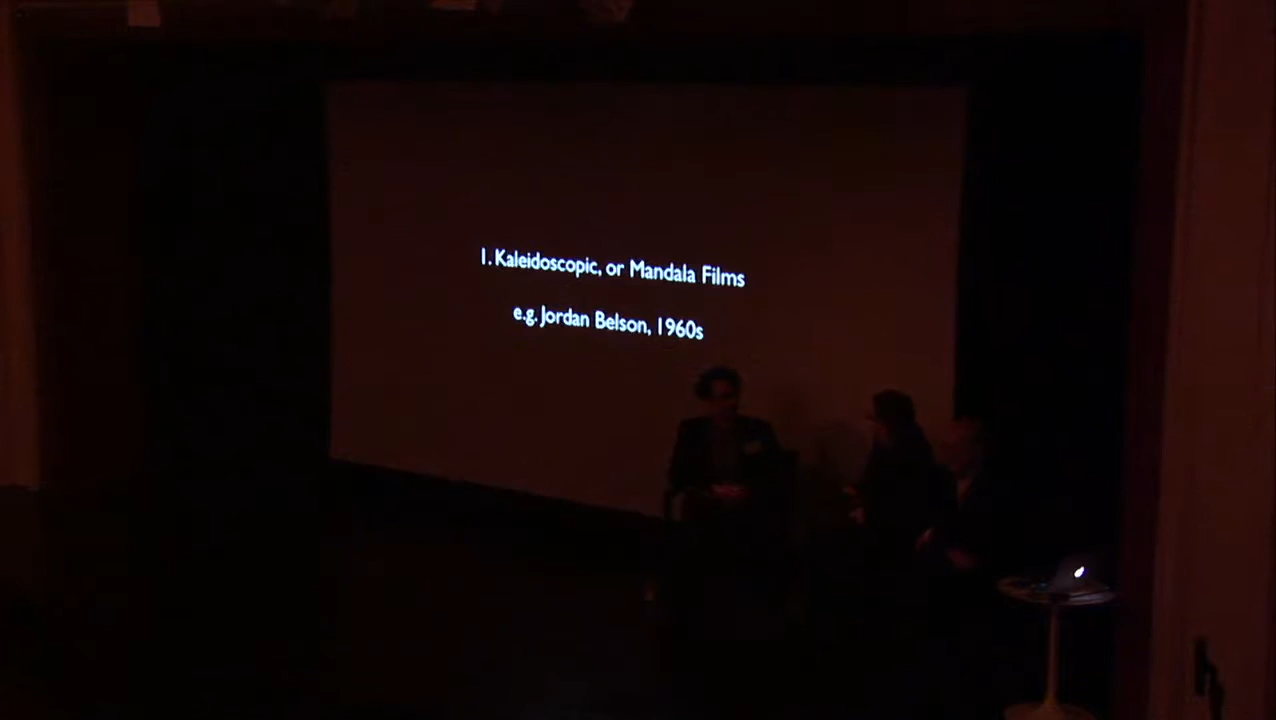 1. Kaleidoscopic, or Mandala Films
e.g. Jordan Belson, 1960s